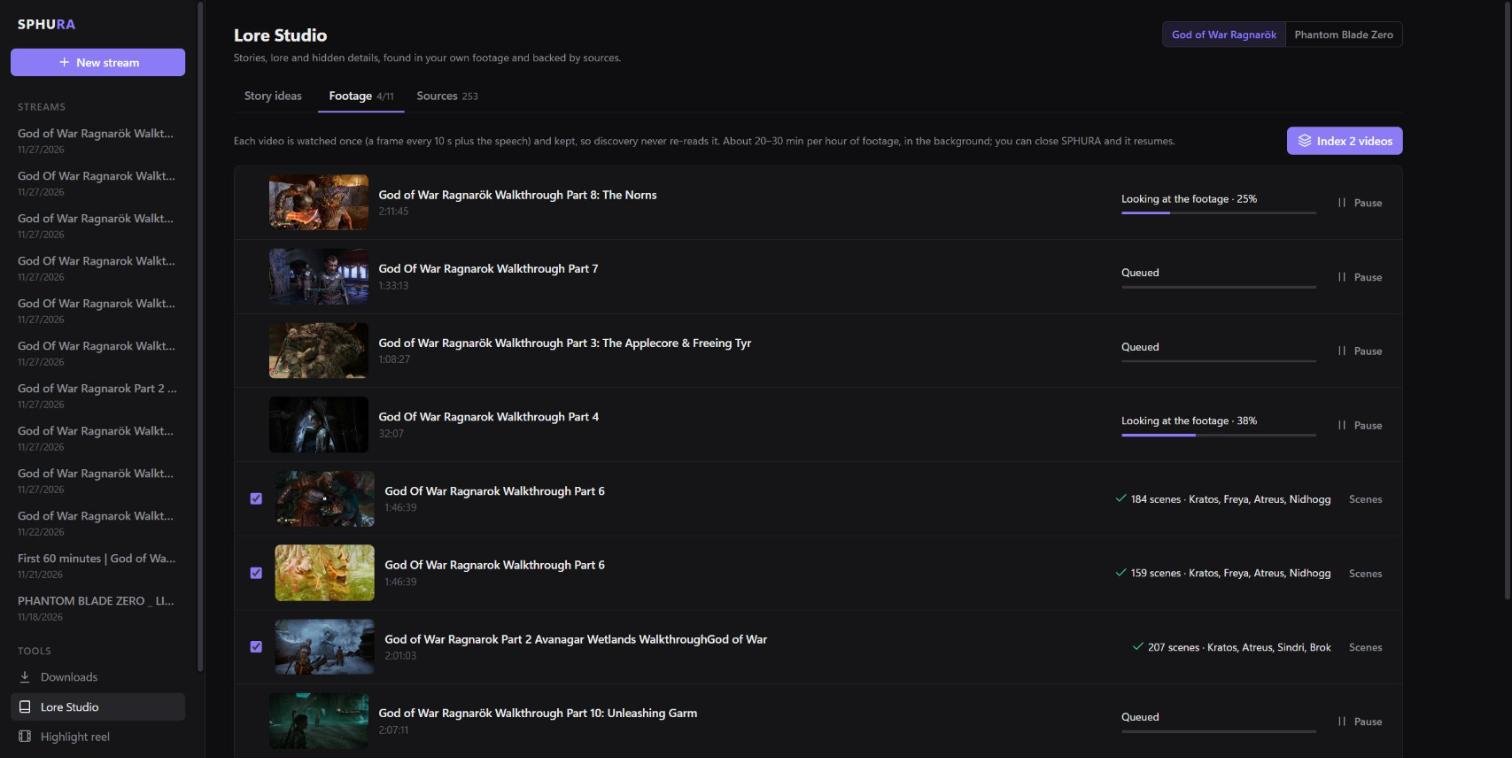 SPHURA
+ New stream
STREAMS
God of War Ragnarök Walkt...
11/27/2026
God Of War Ragnarok Walkt...
11/27/2026
God of War Ragnarök Walkt...
11/27/2026
God Of War Ragnarok Walkt...
11/27/2026
God Of War Ragnarok Walkt...
11/27/2026
God Of War Ragnarok Walkt...
11/27/2026
God of War Ragnarok Part 2 ...
11/27/2026
God of War Ragnarök Walkt...
11/27/2026
God of War Ragnarök Walkt...
11/27/2026
God of War Ragnarök Walkt...
11/22/2026
First 60 minutes | God of Wa...
11/21/2026
PHANTOM BLADE ZERO _ LI...
11/18/2026
TOOLS
Downloads
Lore Studio
Highlight reel
Lore Studio
Stories, lore and hidden details, found in your own footage and backed by sources.
God of War Ragnarök
Phantom Blade Zero
Story ideas
Footage 4/11
Sources 253
Each video is watched once (a frame every 10 s plus the speech) and kept, so discovery never re-reads it. About 20–30 min per hour of footage, in the background; you can close SPHURA and it resumes.
Index 2 videos
God of War Ragnarök Walkthrough Part 8: The Norns
2:11:45
Looking at the footage · 25%
Pause
God Of War Ragnarok Walkthrough Part 7
1:33:13
Queued
Pause
God of War Ragnarök Walkthrough Part 3: The Applecore & Freeing Tyr
1:08:27
Queued
Pause
God Of War Ragnarok Walkthrough Part 4
32:07
Looking at the footage · 38%
Pause
God Of War Ragnarok Walkthrough Part 6
1:46:39
184 scenes · Kratos, Freya, Atreus, Nidhogg
Scenes
God Of War Ragnarok Walkthrough Part 6
1:46:39
159 scenes · Kratos, Freya, Atreus, Nidhogg
Scenes
God of War Ragnarok Part 2 Avanagar Wetlands WalkthroughGod of War
2:01:03
207 scenes · Kratos, Atreus, Sindri, Brok
Scenes
God of War Ragnarök Walkthrough Part 10: Unleashing Garm
2:07:11
Queued
Pause